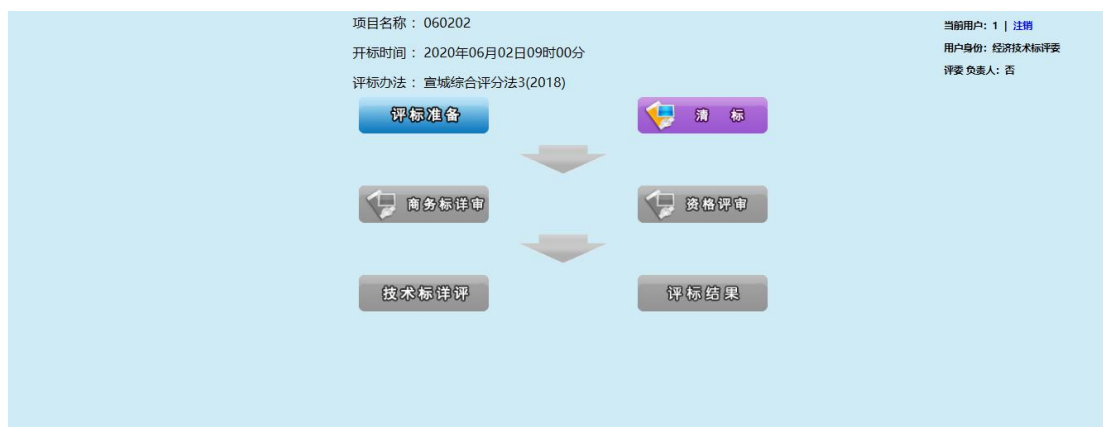 项目名称： 060202
开标时间： 2020年06月02日09时00分
评标办法： 宣城综合评分法3(2018)
当前用户：1 | 注销
用户身份：经济技术标评委
评委 负责人：否
评标准备
清 标
商务标详审
资格评审
技术标详评
评标结果